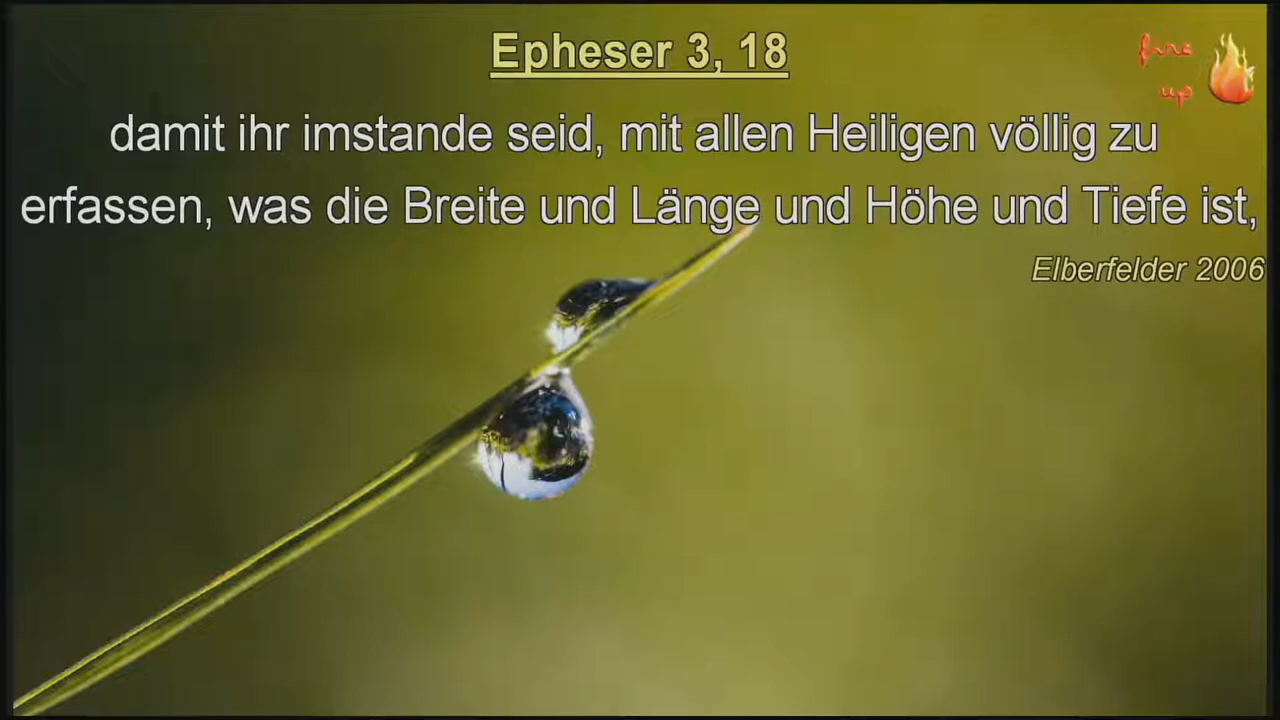 Epheser 3, 18
fire
up
damit ihr imstande seid, mit allen Heiligen völlig zu
erfassen, was die Breite und Länge und Höhe und Tiefe ist,
Elberfelder 2006